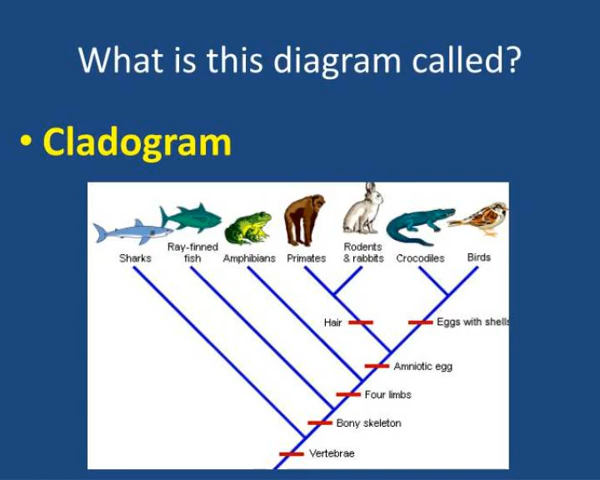 What is this diagram called?
• Cladogram
Sharks
Ray-finned
fish
Amphibians
Primates
Rodents
& rabbits
Crocodiles
Birds
Hair
Eggs with shells
Amniotic egg
Four limbs
Bony skeleton
Vertebrae